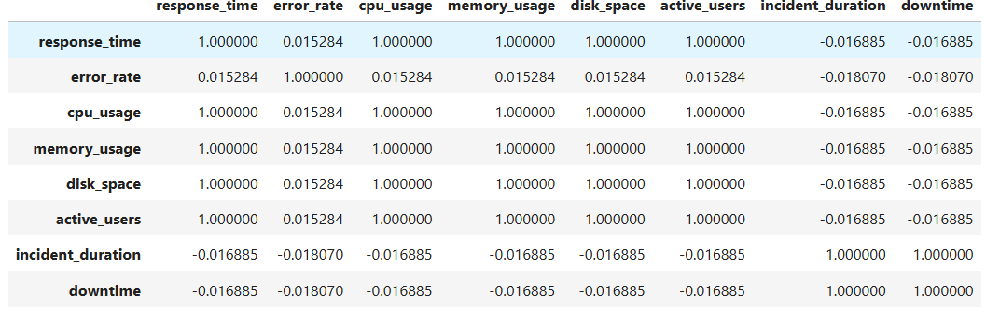 response_time error_rate cpu_usage memory_usage disk_space active_users incident_duration downtime
response_time 1.000000 0.015284 1.000000 1.000000 1.000000 1.000000 -0.016885 -0.016885
error_rate 0.015284 1.000000 0.015284 0.015284 0.015284 0.015284 -0.018070 -0.018070
cpu_usage 1.000000 0.015284 1.000000 1.000000 1.000000 1.000000 -0.016885 -0.016885
memory_usage 1.000000 0.015284 1.000000 1.000000 1.000000 1.000000 -0.016885 -0.016885
disk_space 1.000000 0.015284 1.000000 1.000000 1.000000 1.000000 -0.016885 -0.016885
active_users 1.000000 0.015284 1.000000 1.000000 1.000000 1.000000 -0.016885 -0.016885
incident_duration -0.016885 -0.018070 -0.016885 -0.016885 -0.016885 -0.016885 1.000000 1.000000
downtime -0.016885 -0.018070 -0.016885 -0.016885 -0.016885 -0.016885 1.000000 1.000000